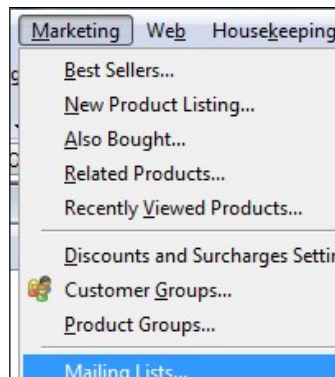 Marketing Web Housekeeping
Best Sellers...
New Product Listing...
Also Bought...
Related Products...
Recently Viewed Products...
Discounts and Surcharges Settin
Customer Groups...
Product Groups...
Mailing Lists...